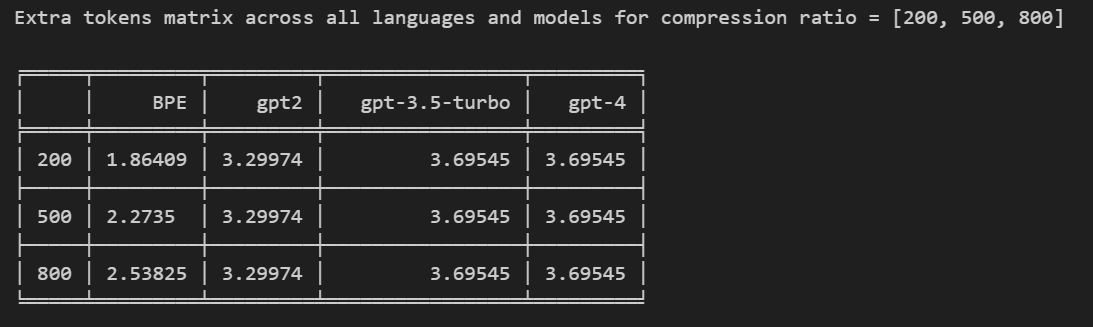 Extra tokens matrix across all languages and models for compression ratio = [200, 500, 800]
BPE gpt2 gpt-3.5-turbo gpt-4
200 1.86409 3.29974 3.69545 3.69545
500 2.2735 3.29974 3.69545 3.69545
800 2.53825 3.29974 3.69545 3.69545